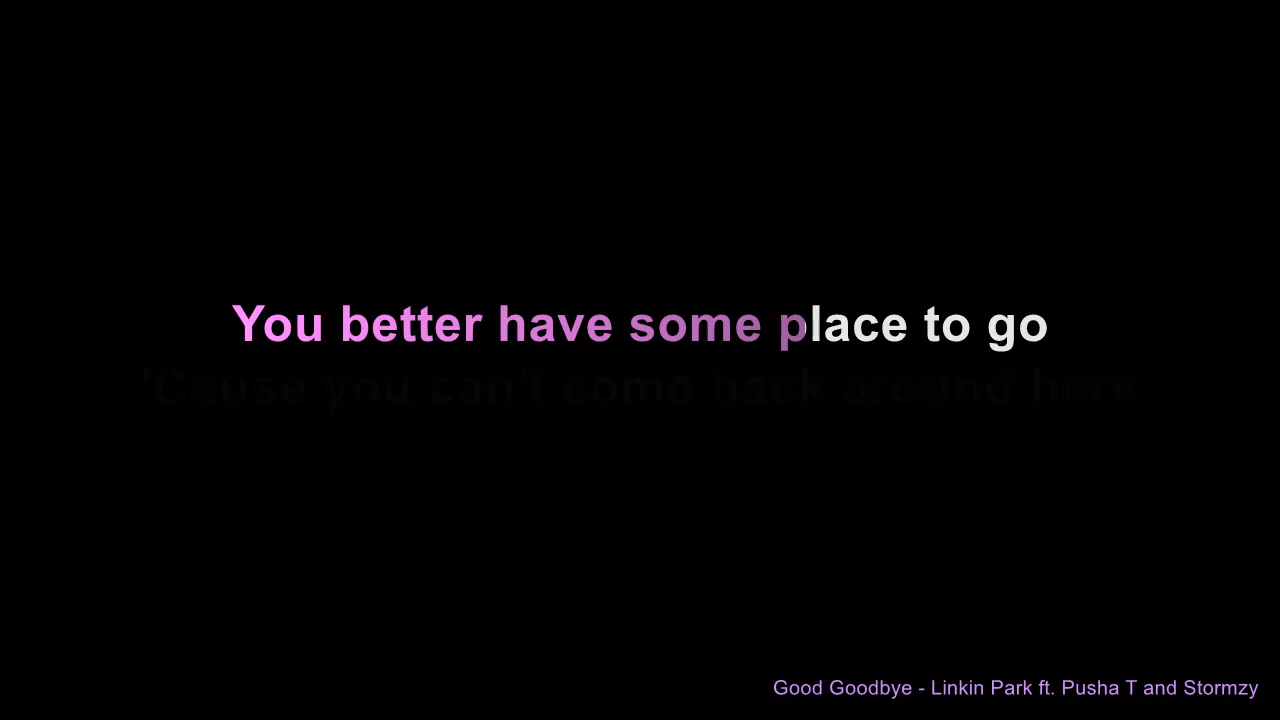 You better have some place to go
'Cause you can't come back around here
Good Goodbye - Linkin Park ft. Pusha T and Stormzy